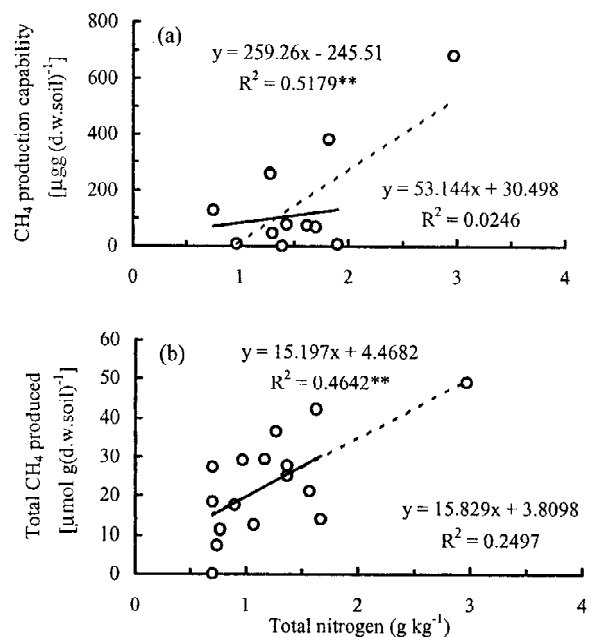 (a)
y = 259.26x - 245.51
R² = 0.5179**
y = 53.144x + 30.498
R² = 0.0246
CH₄ production capability
[µgg (d.w.soil)⁻¹]
800
600
400
200
0
0 1 2 3 4
(b)
y = 15.197x + 4.4682
R² = 0.4642**
y = 15.829x + 3.8098
R² = 0.2497
Total CH₄ produced
[µmol g(d.w.soil)⁻¹]
60
50
40
30
20
10
0
0 1 2 3 4
Total nitrogen (g kg⁻¹)